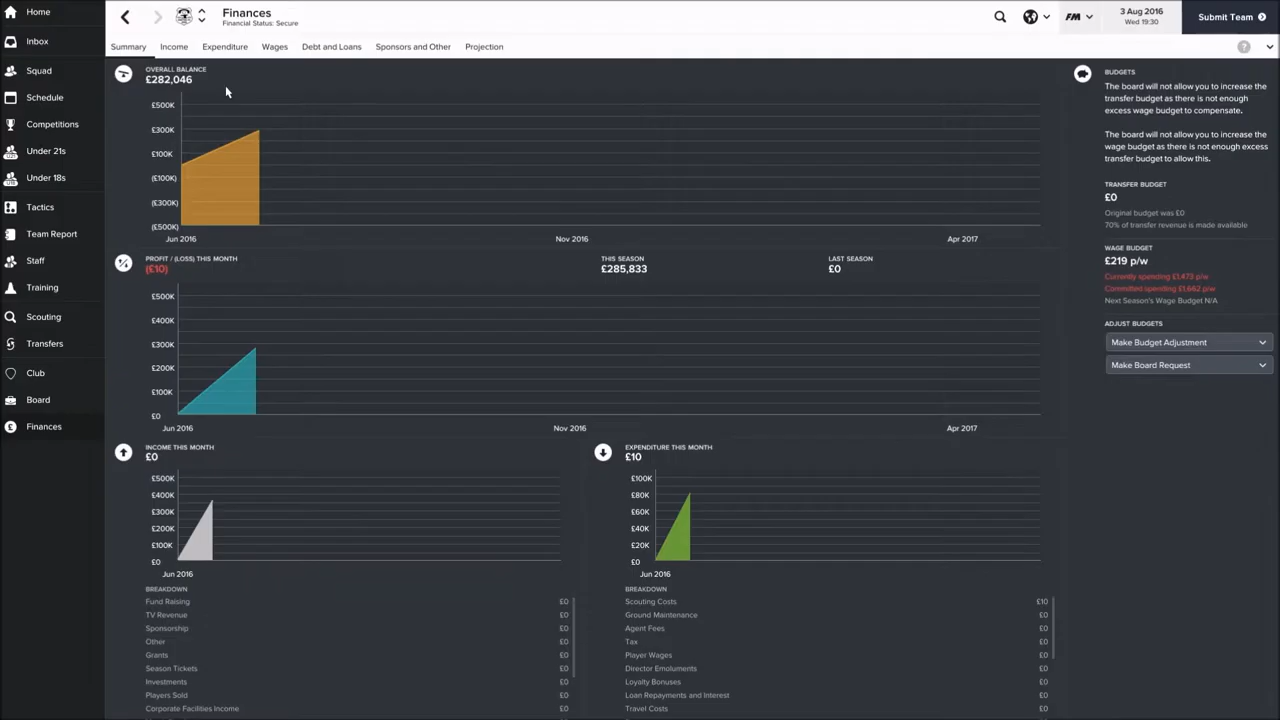 Home
Inbox
Squad
Schedule
Competitions
Under 21s
Under 18s
Tactics
Team Report
Staff
Training
Scouting
Transfers
Club
Board
Finances
Finances
Financial Status: Secure
FM
3 Aug 2016
Wed 19:30
Submit Team
Summary Income Expenditure Wages Debt and Loans Sponsors and Other Projection
OVERALL BALANCE
£282,046
£500K
£300K
£100K
(£100K)
(£300K)
(£500K)
Jun 2016 Nov 2016 Apr 2017
PROFIT / (LOSS) THIS MONTH
(£10)
THIS SEASON
£285,833
LAST SEASON
£0
£500K
£400K
£300K
£200K
£100K
£0
Jun 2016 Nov 2016 Apr 2017
INCOME THIS MONTH
£0
£500K
£400K
£300K
£200K
£100K
£0
Jun 2016
BREAKDOWN
Fund Raising £0
TV Revenue £0
Sponsorship £0
Other £0
Grants £0
Season Tickets £0
Investments £0
Players Sold £0
Corporate Facilities Income £0
EXPENDITURE THIS MONTH
£10
£100K
£80K
£60K
£40K
£20K
£0
Jun 2016
BREAKDOWN
Scouting Costs £10
Ground Maintenance £0
Agent Fees £0
Tax £0
Player Wages £0
Director Emoluments £0
Loyalty Bonuses £0
Loan Repayments and Interest £0
Travel Costs £0
BUDGETS
The board will not allow you to increase the
transfer budget as there is not enough
excess wage budget to compensate.
The board will not allow you to increase the
wage budget as there is not enough excess
transfer budget to allow this.
TRANSFER BUDGET
£0
Original budget was £0
70% of transfer revenue is made available
WAGE BUDGET
£219 p/w
Currently spending £1,473 p/w
Committed spending £1,662 p/w
Next Season's Wage Budget N/A
ADJUST BUDGETS
Make Budget Adjustment
Make Board Request